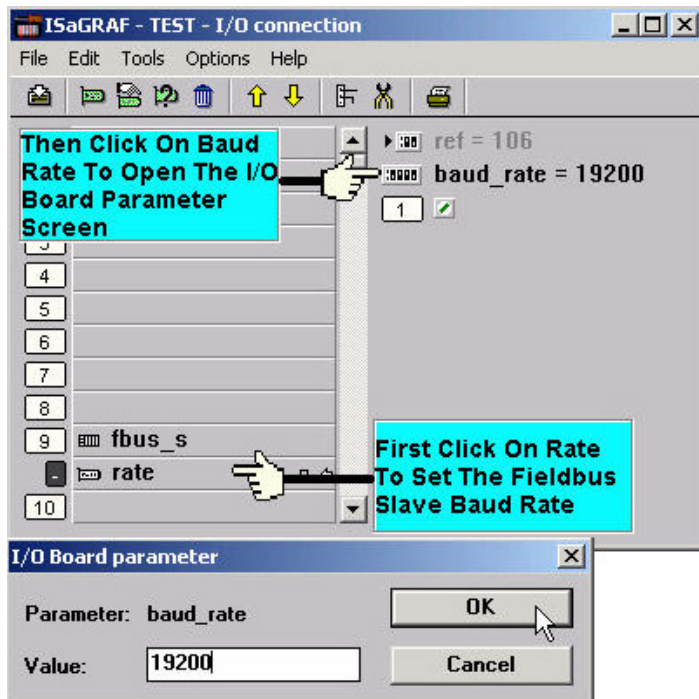 ISaGRAF - TEST - I/O connection
File Edit Tools Options Help
Then Click On Baud
Rate To Open The I/O
Board Parameter
Screen
ref = 106
baud_rate = 19200
1
4
5
6
7
8
9 fbus_s
rate
10
First Click On Rate
To Set The Fieldbus
Slave Baud Rate
I/O Board parameter
Parameter: baud_rate
OK
Value: 19200
Cancel